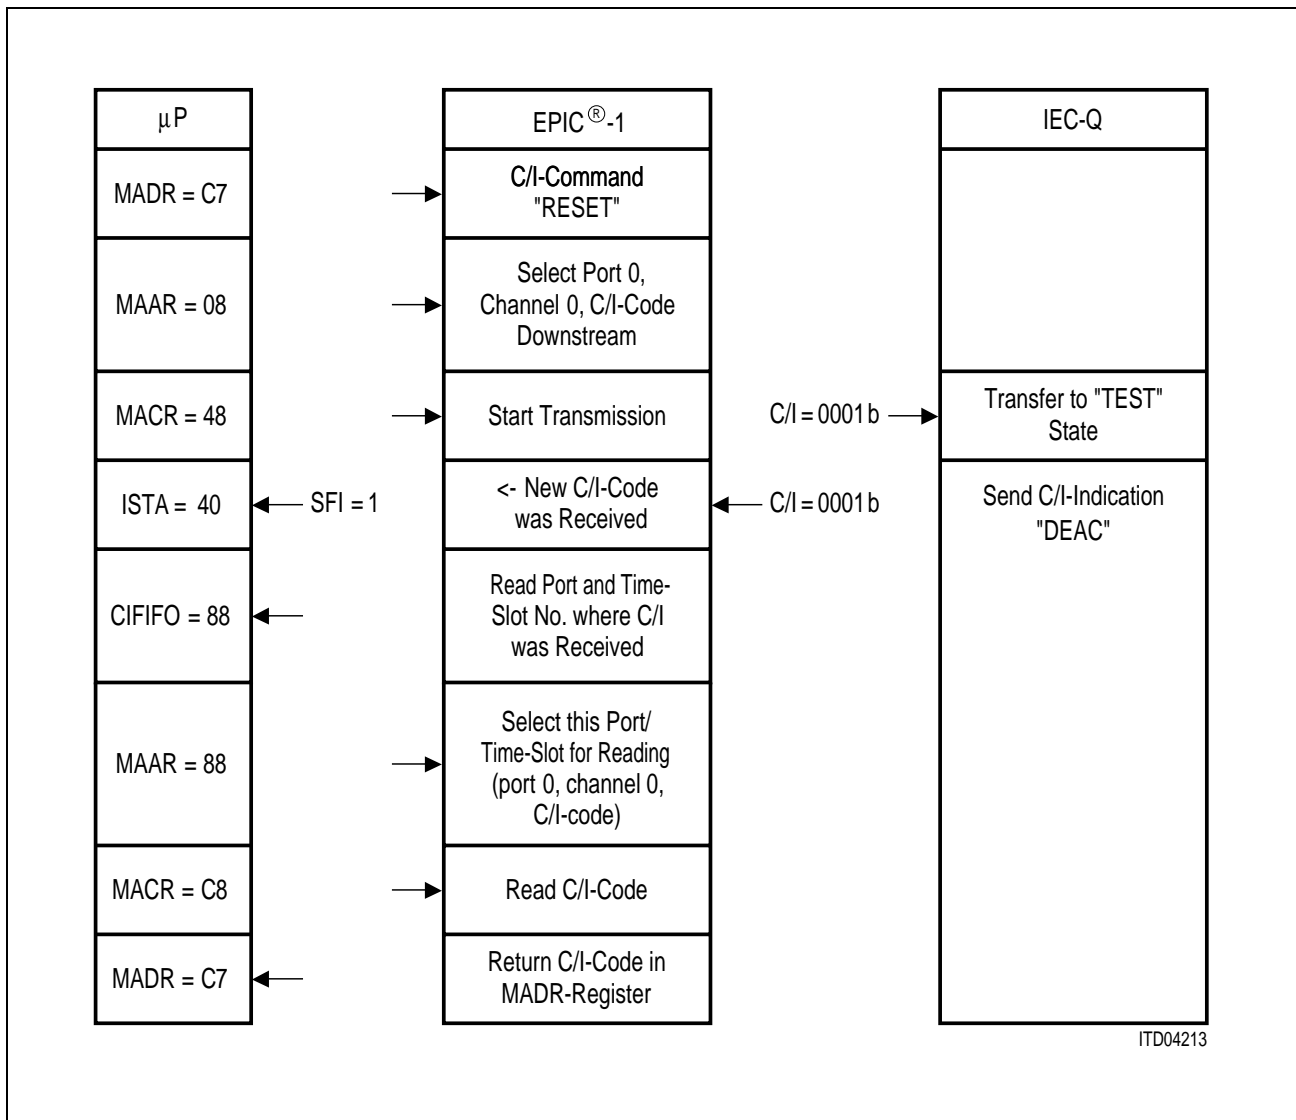 μP
EPIC®-1
IEC-Q
MADR = C7
C/I-Command
"RESET"
MAAR = 08
Select Port 0,
Channel 0, C/I-Code
Downstream
MACR = 48
Start Transmission
C/I = 0001b
Transfer to "TEST"
State
ISTA = 40
SFI = 1
<- New C/I-Code
was Received
C/I = 0001b
Send C/I-Indication
"DEAC"
CIFIFO = 88
Read Port and Time-
Slot No. where C/I
was Received
MAAR = 88
Select this Port/
Time-Slot for Reading
(port 0, channel 0,
C/I-code)
MACR = C8
Read C/I-Code
MADR = C7
Return C/I-Code in
MADR-Register
ITD04213